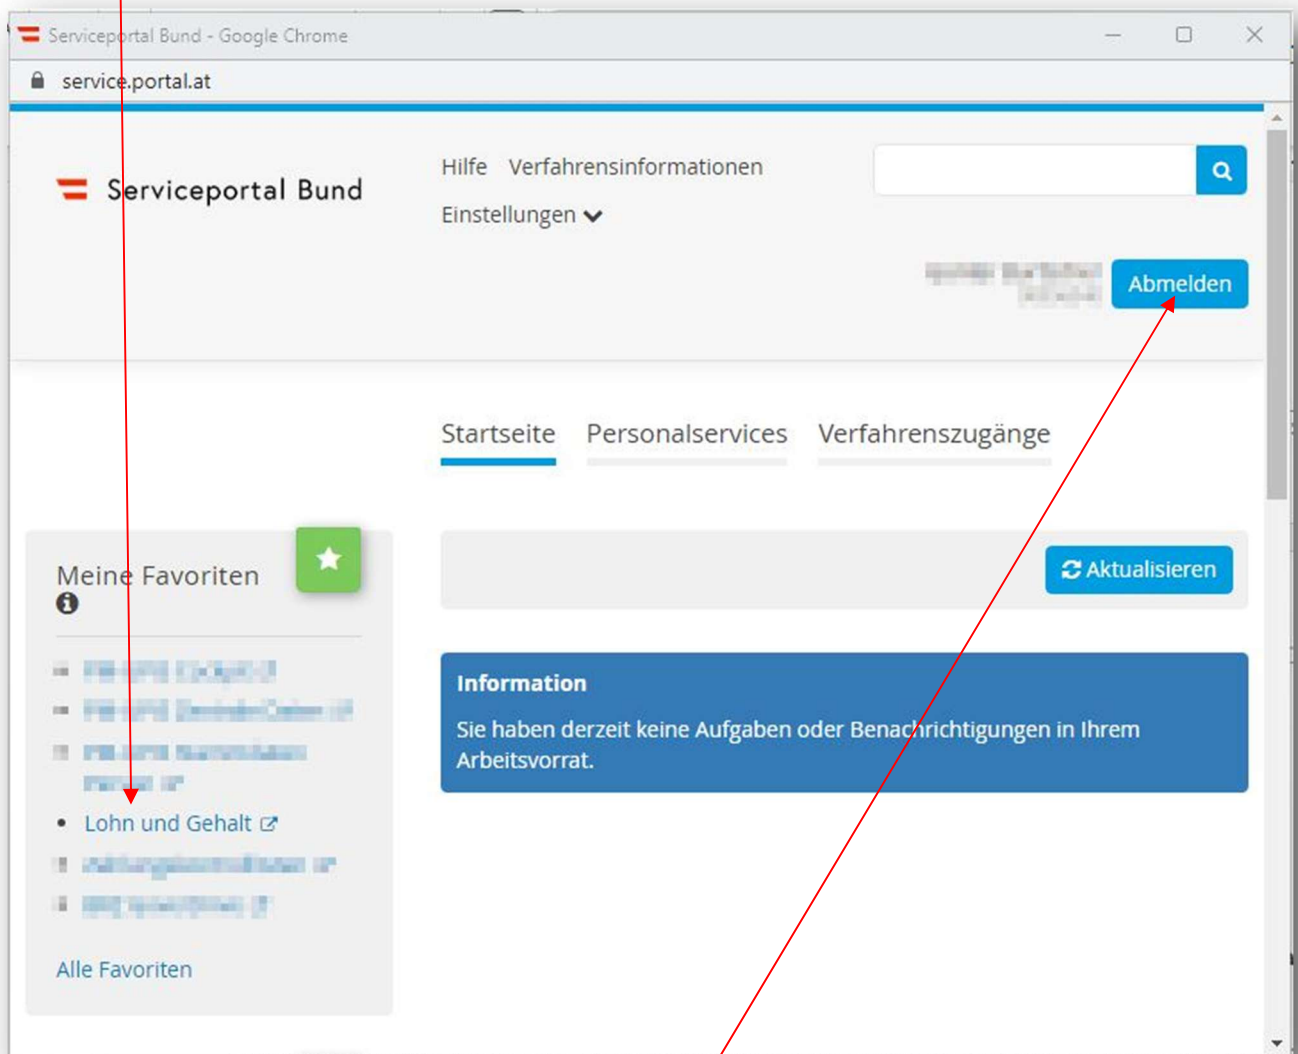 Serviceportal Bund - Google Chrome
service.portal.at
Serviceportal Bund
Hilfe Verfahrensinformationen
Einstellungen
Abmelden
Startseite Personalservices Verfahrenszugänge
Meine Favoriten
Lohn und Gehalt
Alle Favoriten
Aktualisieren
Information
Sie haben derzeit keine Aufgaben oder Benachrichtigungen in Ihrem
Arbeitsvorrat.